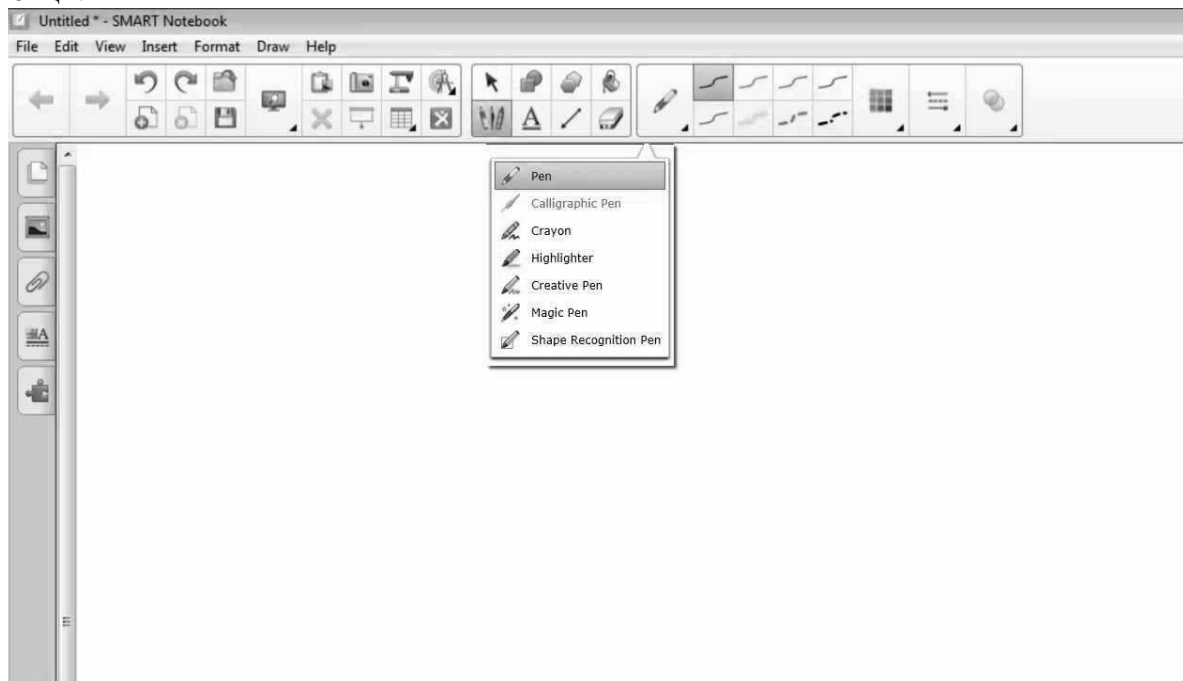 Untitled * - SMART Notebook
File Edit View Insert Format Draw Help
Pen
Calligraphic Pen
Crayon
Highlighter
Creative Pen
Magic Pen
Shape Recognition Pen